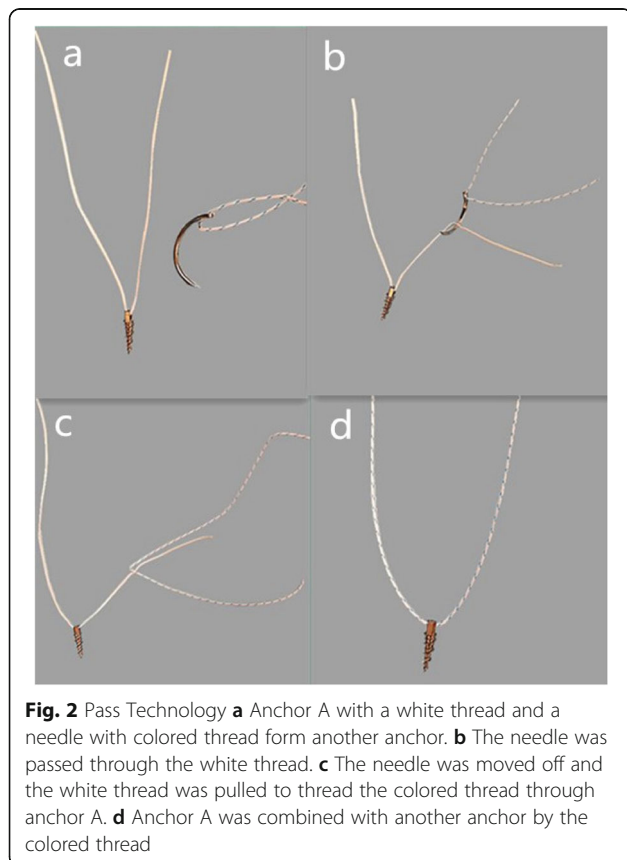 a
b
c
d
Fig. 2 Pass Technology a Anchor A with a white thread and a
needle with colored thread form another anchor. b The needle was
passed through the white thread. c The needle was moved off and
the white thread was pulled to thread the colored thread through
anchor A. d Anchor A was combined with another anchor by the
colored thread